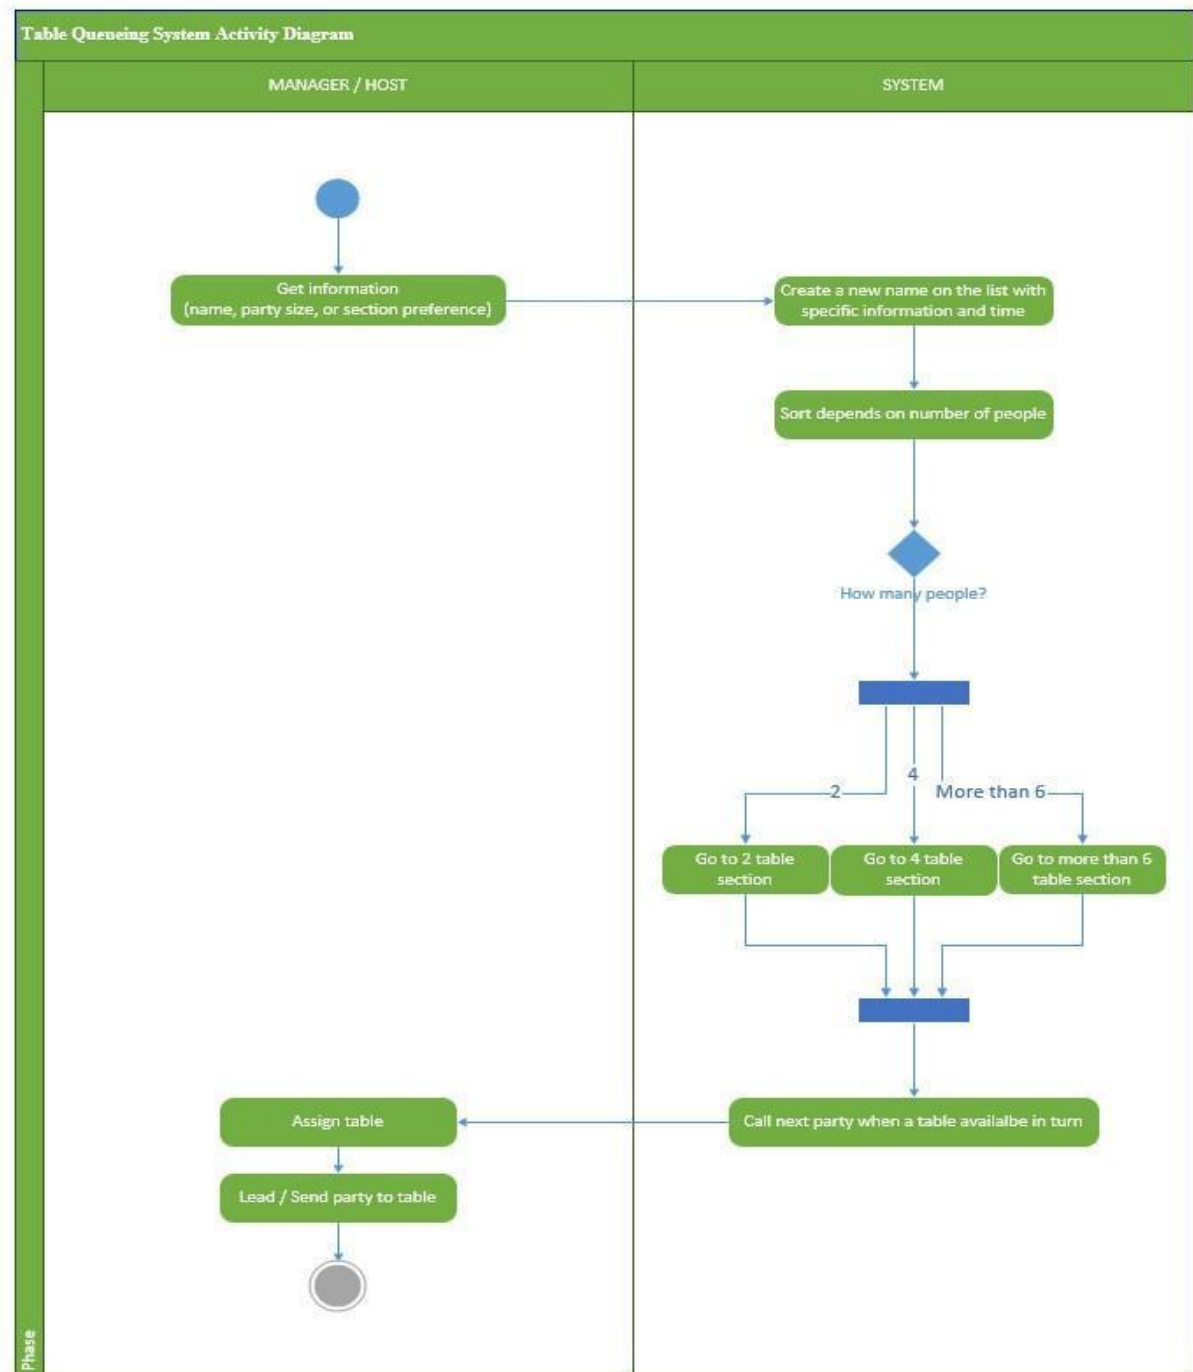 Table Queueing System Activity Diagram
MANAGER / HOST
SYSTEM
Get information
(name, party size, or section preference)
Create a new name on the list with
specific information and time
Sort depends on number of people
How many people?
2
4
More than 6
Go to 2 table
section
Go to 4 table
section
Go to more than 6
table section
Assign table
Call next party when a table availalbe in turn
Lead / Send party to table
Phase